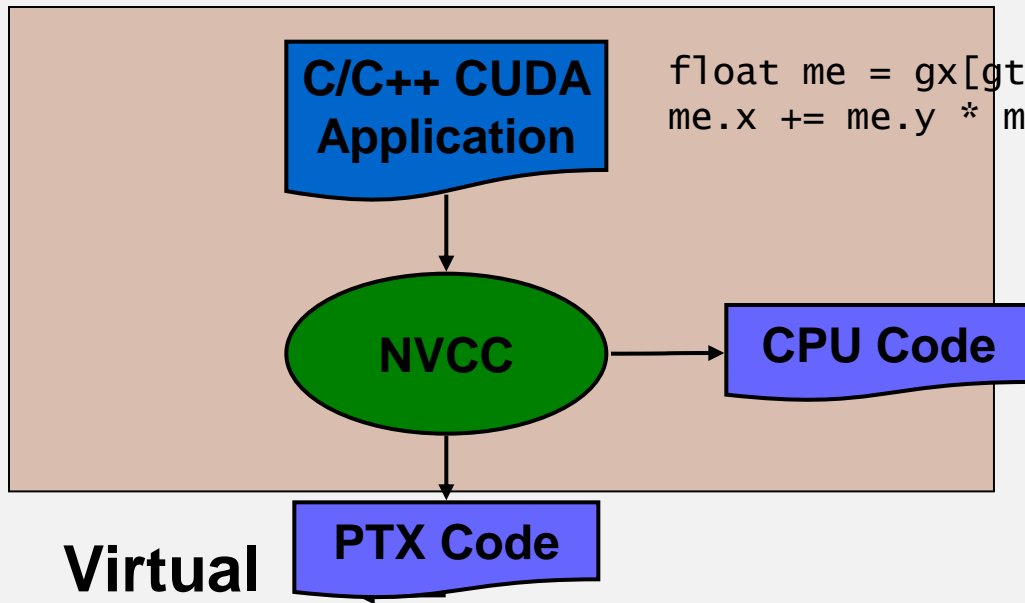 C/C++ CUDA
Application
float me = gx[gt
me.x += me.y * m
NVCC
CPU Code
PTX Code
Virtual